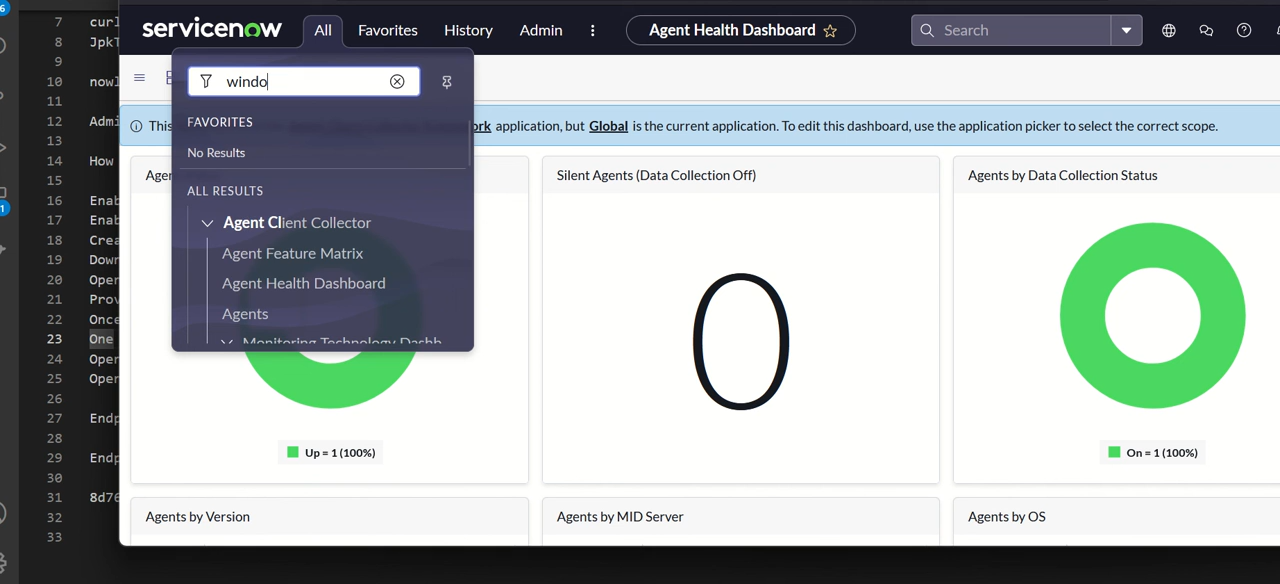 servicenow All Favorites History Admin Agent Health Dashboard Search
windo
FAVORITES
No Results
ALL RESULTS
Agent Client Collector
Agent Feature Matrix
Agent Health Dashboard
Agents
Monitoring Technology Dashb
This application, but Global is the current application. To edit this dashboard, use the application picker to select the correct scope.
Silent Agents (Data Collection Off)
0
Agents by Data Collection Status
Up = 1 (100%)
On = 1 (100%)
Agents by Version
Agents by MID Server
Agents by OS
7 curl
8 JpkT
9
10 nowl
11
12 Admi
13
14 How
15
16 Enab
17 Enab
18 Crea
19 Down
20 Oper
21 Prov
22 Once
23 One
24 Oper
25 Oper
26
27 Endp
28
29 Endp
30
31 8d76
32
33
6
1